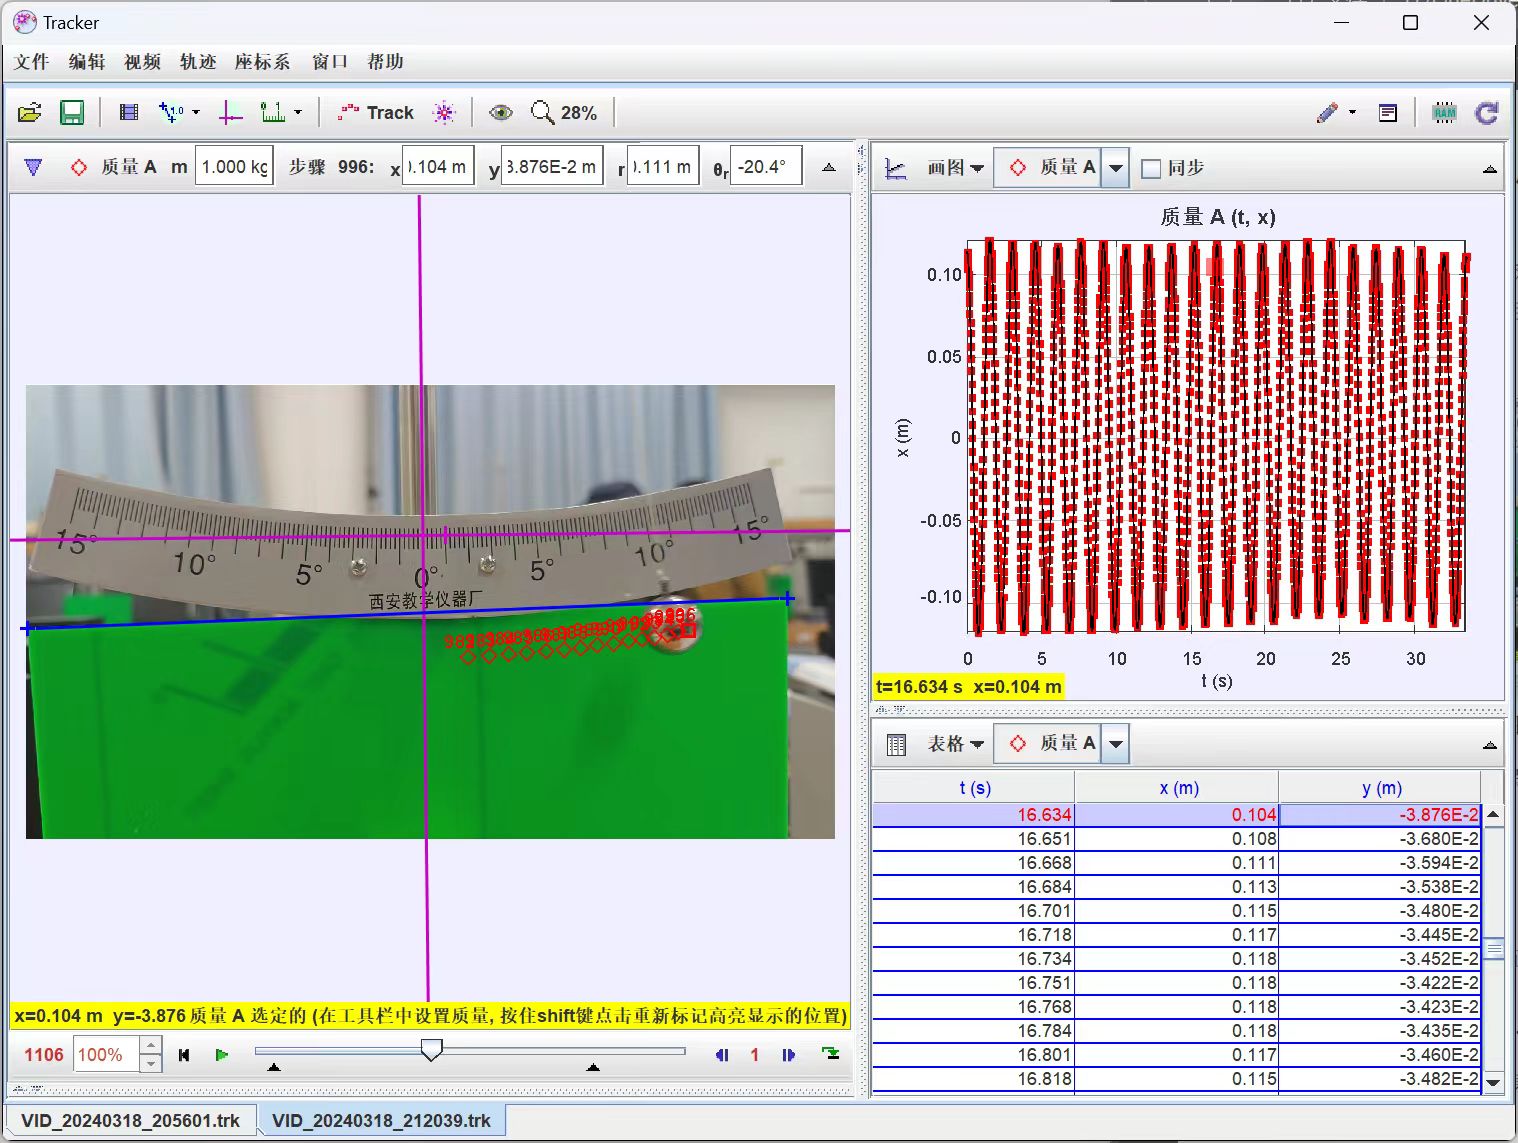 Tracker
文件 编辑 视频 轨迹 座标系 窗口 帮助
Track 28% RAM
质量 A m 1.000 kg 步骤 996: x 0.104 m y 3.876E-2 m r 0.111 m θr -20.4°
画图 质量 A 同步
质量 A (t, x)
0.10
0.05
0
-0.05
-0.10
x (m)
0 5 10 15 20 25 30
t (s)
t=16.634 s x=0.104 m
15° 10° 5° 0° 5° 10° 15°
西安教学仪器厂
表格 质量 A
t (s) x (m) y (m)
16.634 0.104 -3.876E-2
16.651 0.108 -3.680E-2
16.668 0.111 -3.594E-2
16.684 0.113 -3.538E-2
16.701 0.115 -3.480E-2
16.718 0.117 -3.445E-2
16.734 0.118 -3.452E-2
16.751 0.118 -3.422E-2
16.768 0.118 -3.423E-2
16.784 0.118 -3.435E-2
16.801 0.117 -3.460E-2
16.818 0.115 -3.482E-2
x=0.104 m y=-3.876 质量 A 选定的 (在工具栏中设置质量, 按住shift键点击重新标记高亮显示的位置)
1106 100% 1
VID_20240318_205601.trk VID_20240318_212039.trk